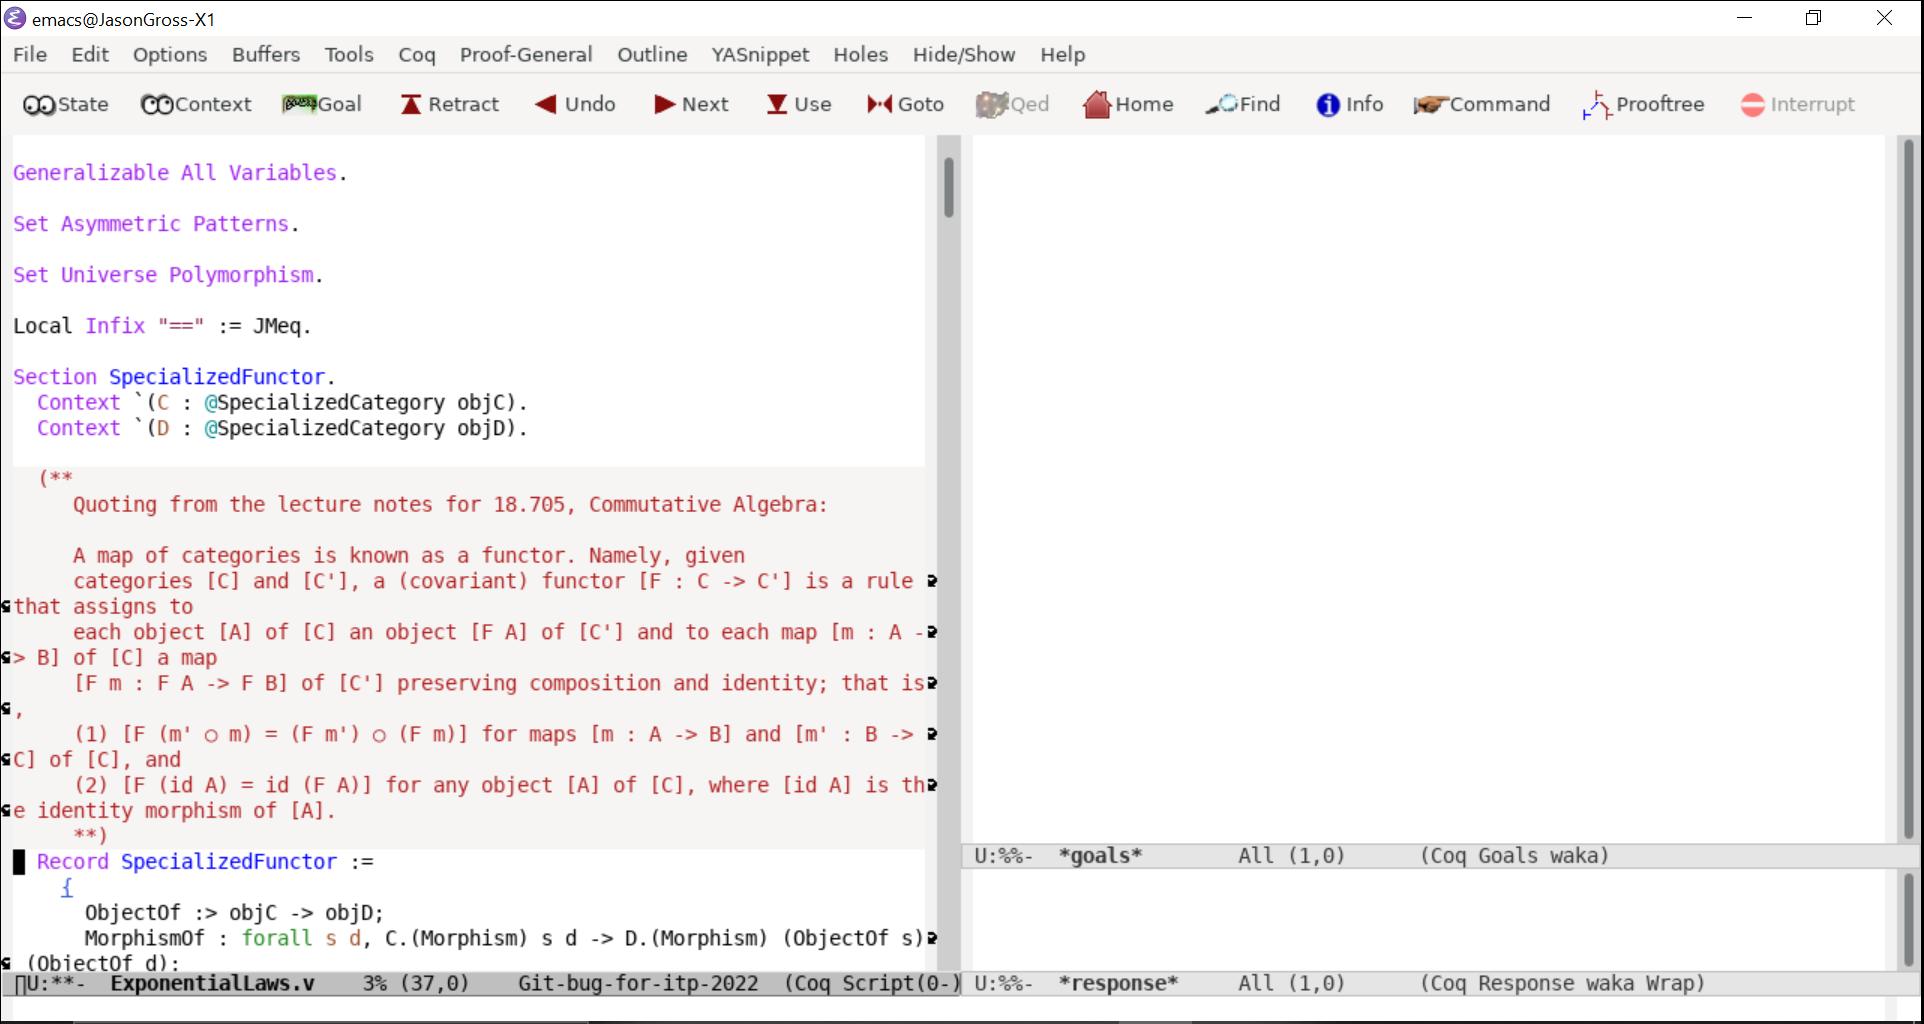 emacs@JasonGross-X1
File Edit Options Buffers Tools Coq Proof-General Outline YASnippet Holes Hide/Show Help
State Context Goal Retract Undo Next Use Goto Qed Home Find Info Command Prooftree Interrupt
Generalizable All Variables.
Set Asymmetric Patterns.
Set Universe Polymorphism.
Local Infix "==" := JMeq.
Section SpecializedFunctor.
Context `(C : @SpecializedCategory objC).
Context `(D : @SpecializedCategory objD).
(**
Quoting from the lecture notes for 18.705, Commutative Algebra:
A map of categories is known as a functor. Namely, given
categories [C] and [C'], a (covariant) functor [F : C -> C'] is a rule
that assigns to
each object [A] of [C] an object [F A] of [C'] and to each map [m : A -
> B] of [C] a map
[F m : F A -> F B] of [C'] preserving composition and identity; that is
,
(1) [F (m' ○ m) = (F m') ○ (F m)] for maps [m : A -> B] and [m' : B ->
C] of [C], and
(2) [F (id A) = id (F A)] for any object [A] of [C], where [id A] is th
e identity morphism of [A].
**)
Record SpecializedFunctor :=
{
ObjectOf :> objC -> objD;
MorphismOf : forall s d, C.(Morphism) s d -> D.(Morphism) (ObjectOf s)
(ObjectOf d);
U:**- ExponentialLaws.v 3% (37,0) Git-bug-for-itp-2022 (Coq Script(0-)
U:%%- *goals* All (1,0) (Coq Goals waka)
U:%%- *response* All (1,0) (Coq Response waka Wrap)